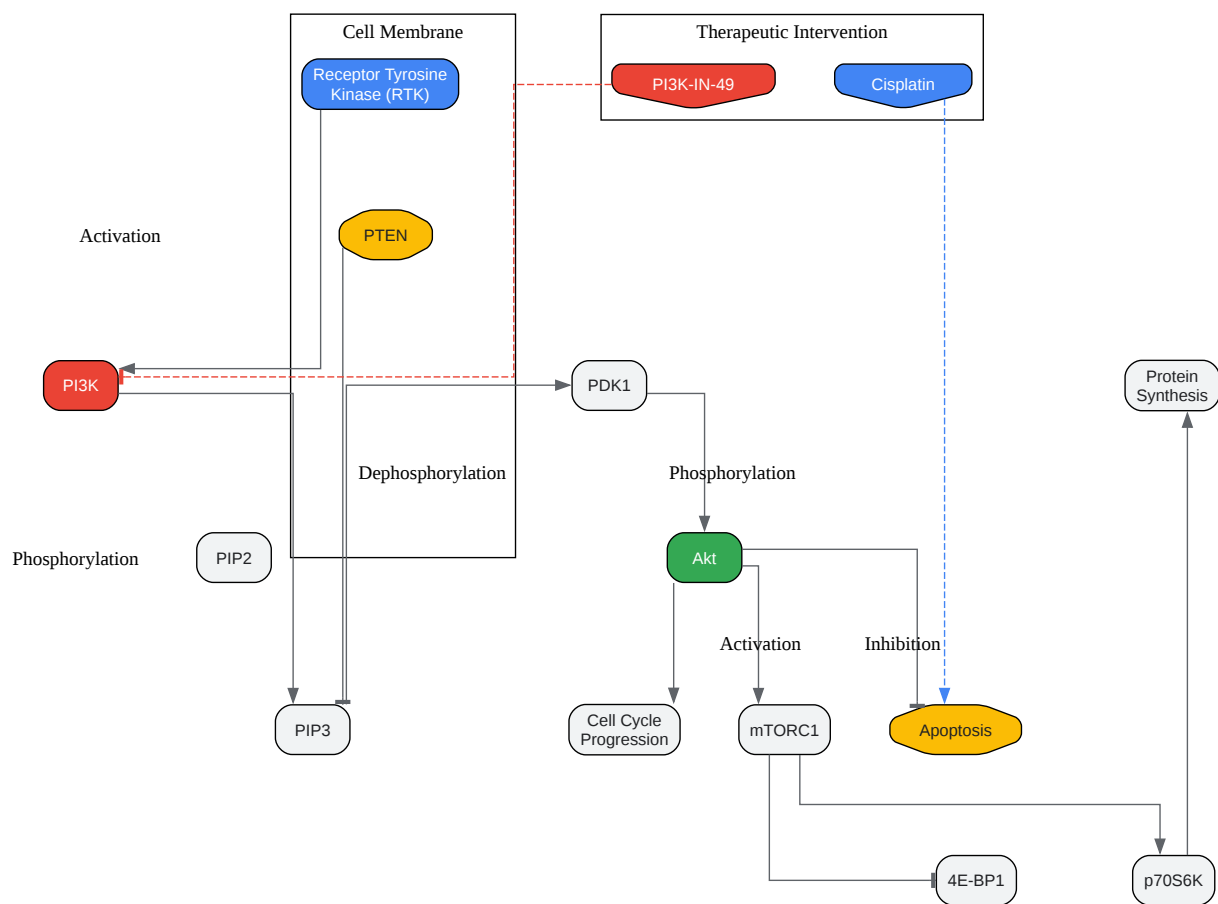 Cell Membrane
Therapeutic Intervention
Receptor Tyrosine
Kinase (RTK)
PI3K-IN-49
Cisplatin
Activation
PTEN
PI3K
PDK1
Protein
Synthesis
Dephosphorylation
Phosphorylation
Phosphorylation
PIP2
Akt
Activation
Inhibition
PIP3
Cell Cycle
Progression
mTORC1
Apoptosis
4E-BP1
p70S6K